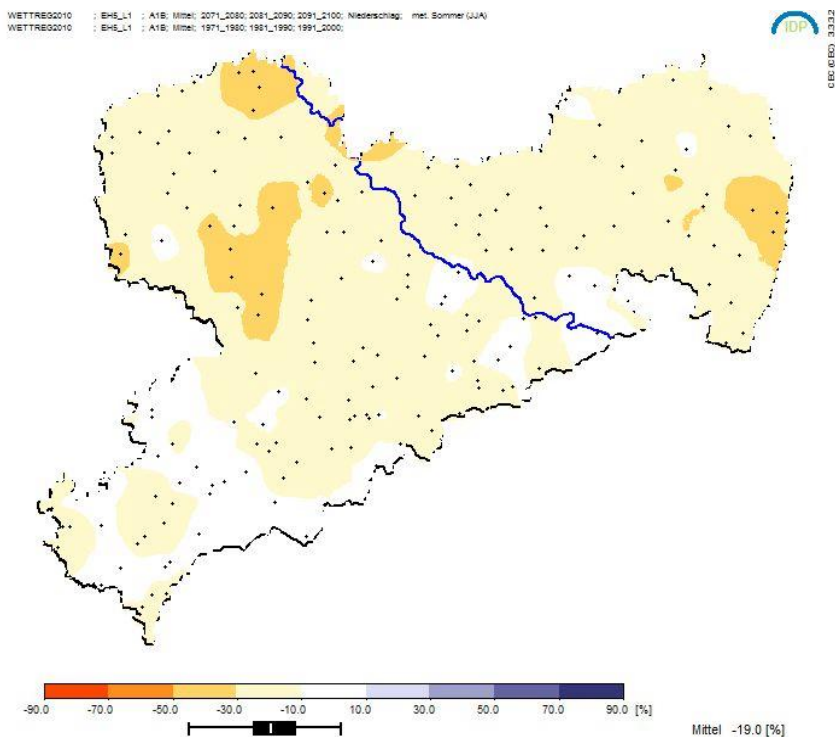 WETTREG2010 : EH5_L1 : A1B; Mittel; 2071_2080; 2081_2090; 2091_2100; Niederschlag; met. Sommer (JJA)
WETTREG2010 : EH5_L1 : A1B; Mittel; 1971_1980; 1981_1990; 1991_2000;
IDP
-90.0 -70.0 -50.0 -30.0 -10.0 10.0 30.0 50.0 70.0 90.0 [%]
Mittel -19.0 [%]